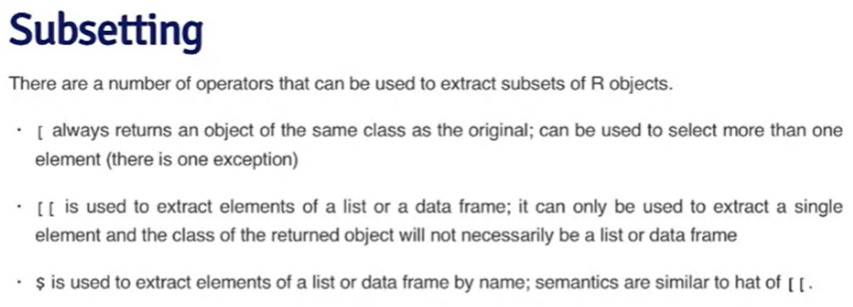 Subsetting
There are a number of operators that can be used to extract subsets of R objects.
· [ always returns an object of the same class as the original; can be used to select more than one
element (there is one exception)
· [[ is used to extract elements of a list or a data frame; it can only be used to extract a single
element and the class of the returned object will not necessarily be a list or data frame
· $ is used to extract elements of a list or data frame by name; semantics are similar to hat of [[.